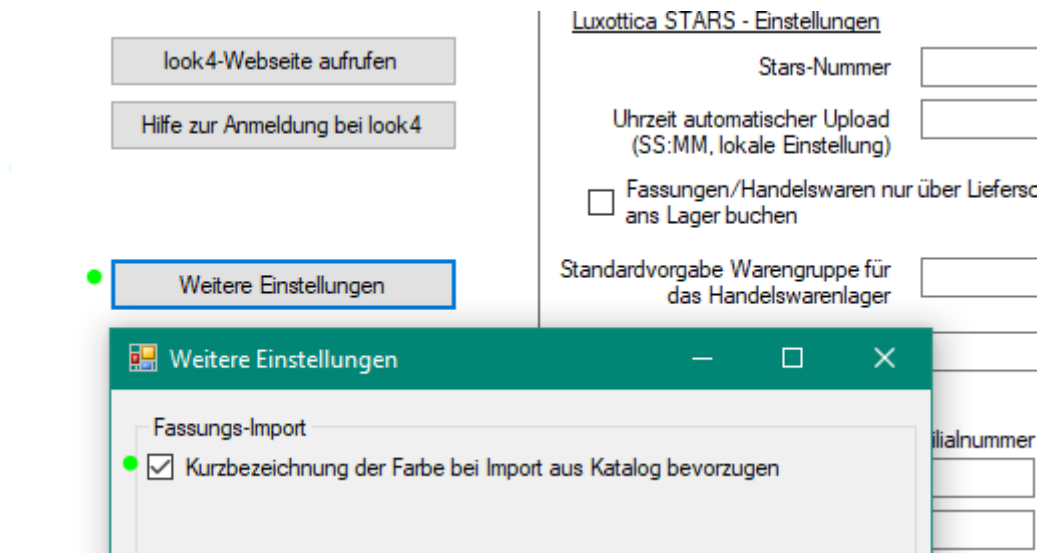 Luxottica STARS - Einstellungen
look4-Webseite aufrufen
Stars-Nummer
Hilfe zur Anmeldung bei look4
Uhrzeit automatischer Upload
(SS:MM, lokale Einstellung)
Fassungen/Handelswaren nur über
ans Lager buchen
Weitere Einstellungen
Standardvorgabe Warengruppe für
das Handelswarenlager
Weitere Einstellungen
Fassungs-Import
Kurzbezeichnung der Farbe bei Import aus Katalog bevorzugen